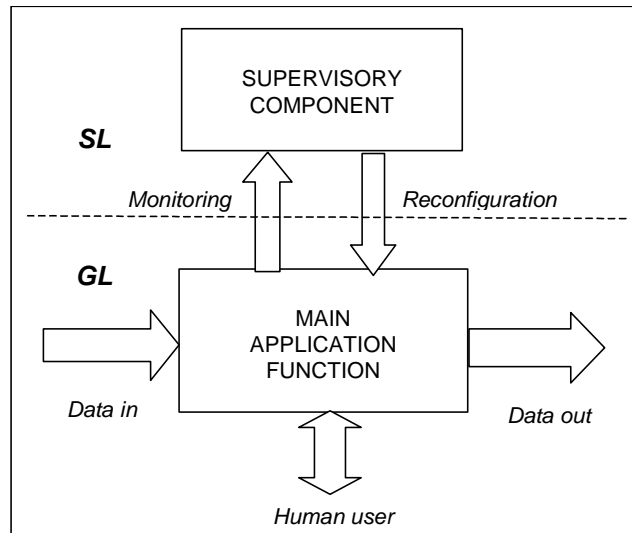 SUPERVISORY
COMPONENT
SL
Monitoring
Reconfiguration
GL
MAIN
APPLICATION
FUNCTION
Data in
Data out
Human user